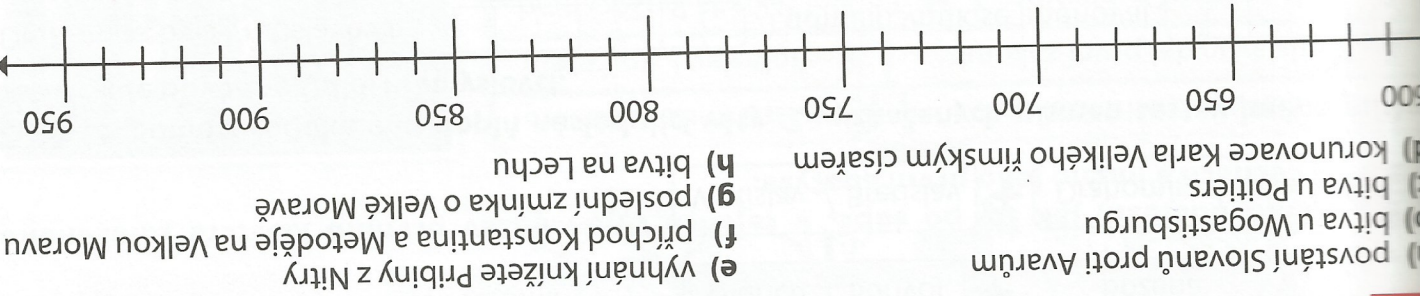 ) povstání Slovanů proti Avarům
) bitva u Wogastisburgu
) bitva u Poitiers
) korunovace Karla Velikého římským císařem
e) vyhnání knížete Pribiny z Nitry
f) příchod Konstantina a Metoděje na Velkou Moravu
g) poslední zmínka o Velké Moravě
h) bitva na Lechu
600 650 700 750 800 850 900 950